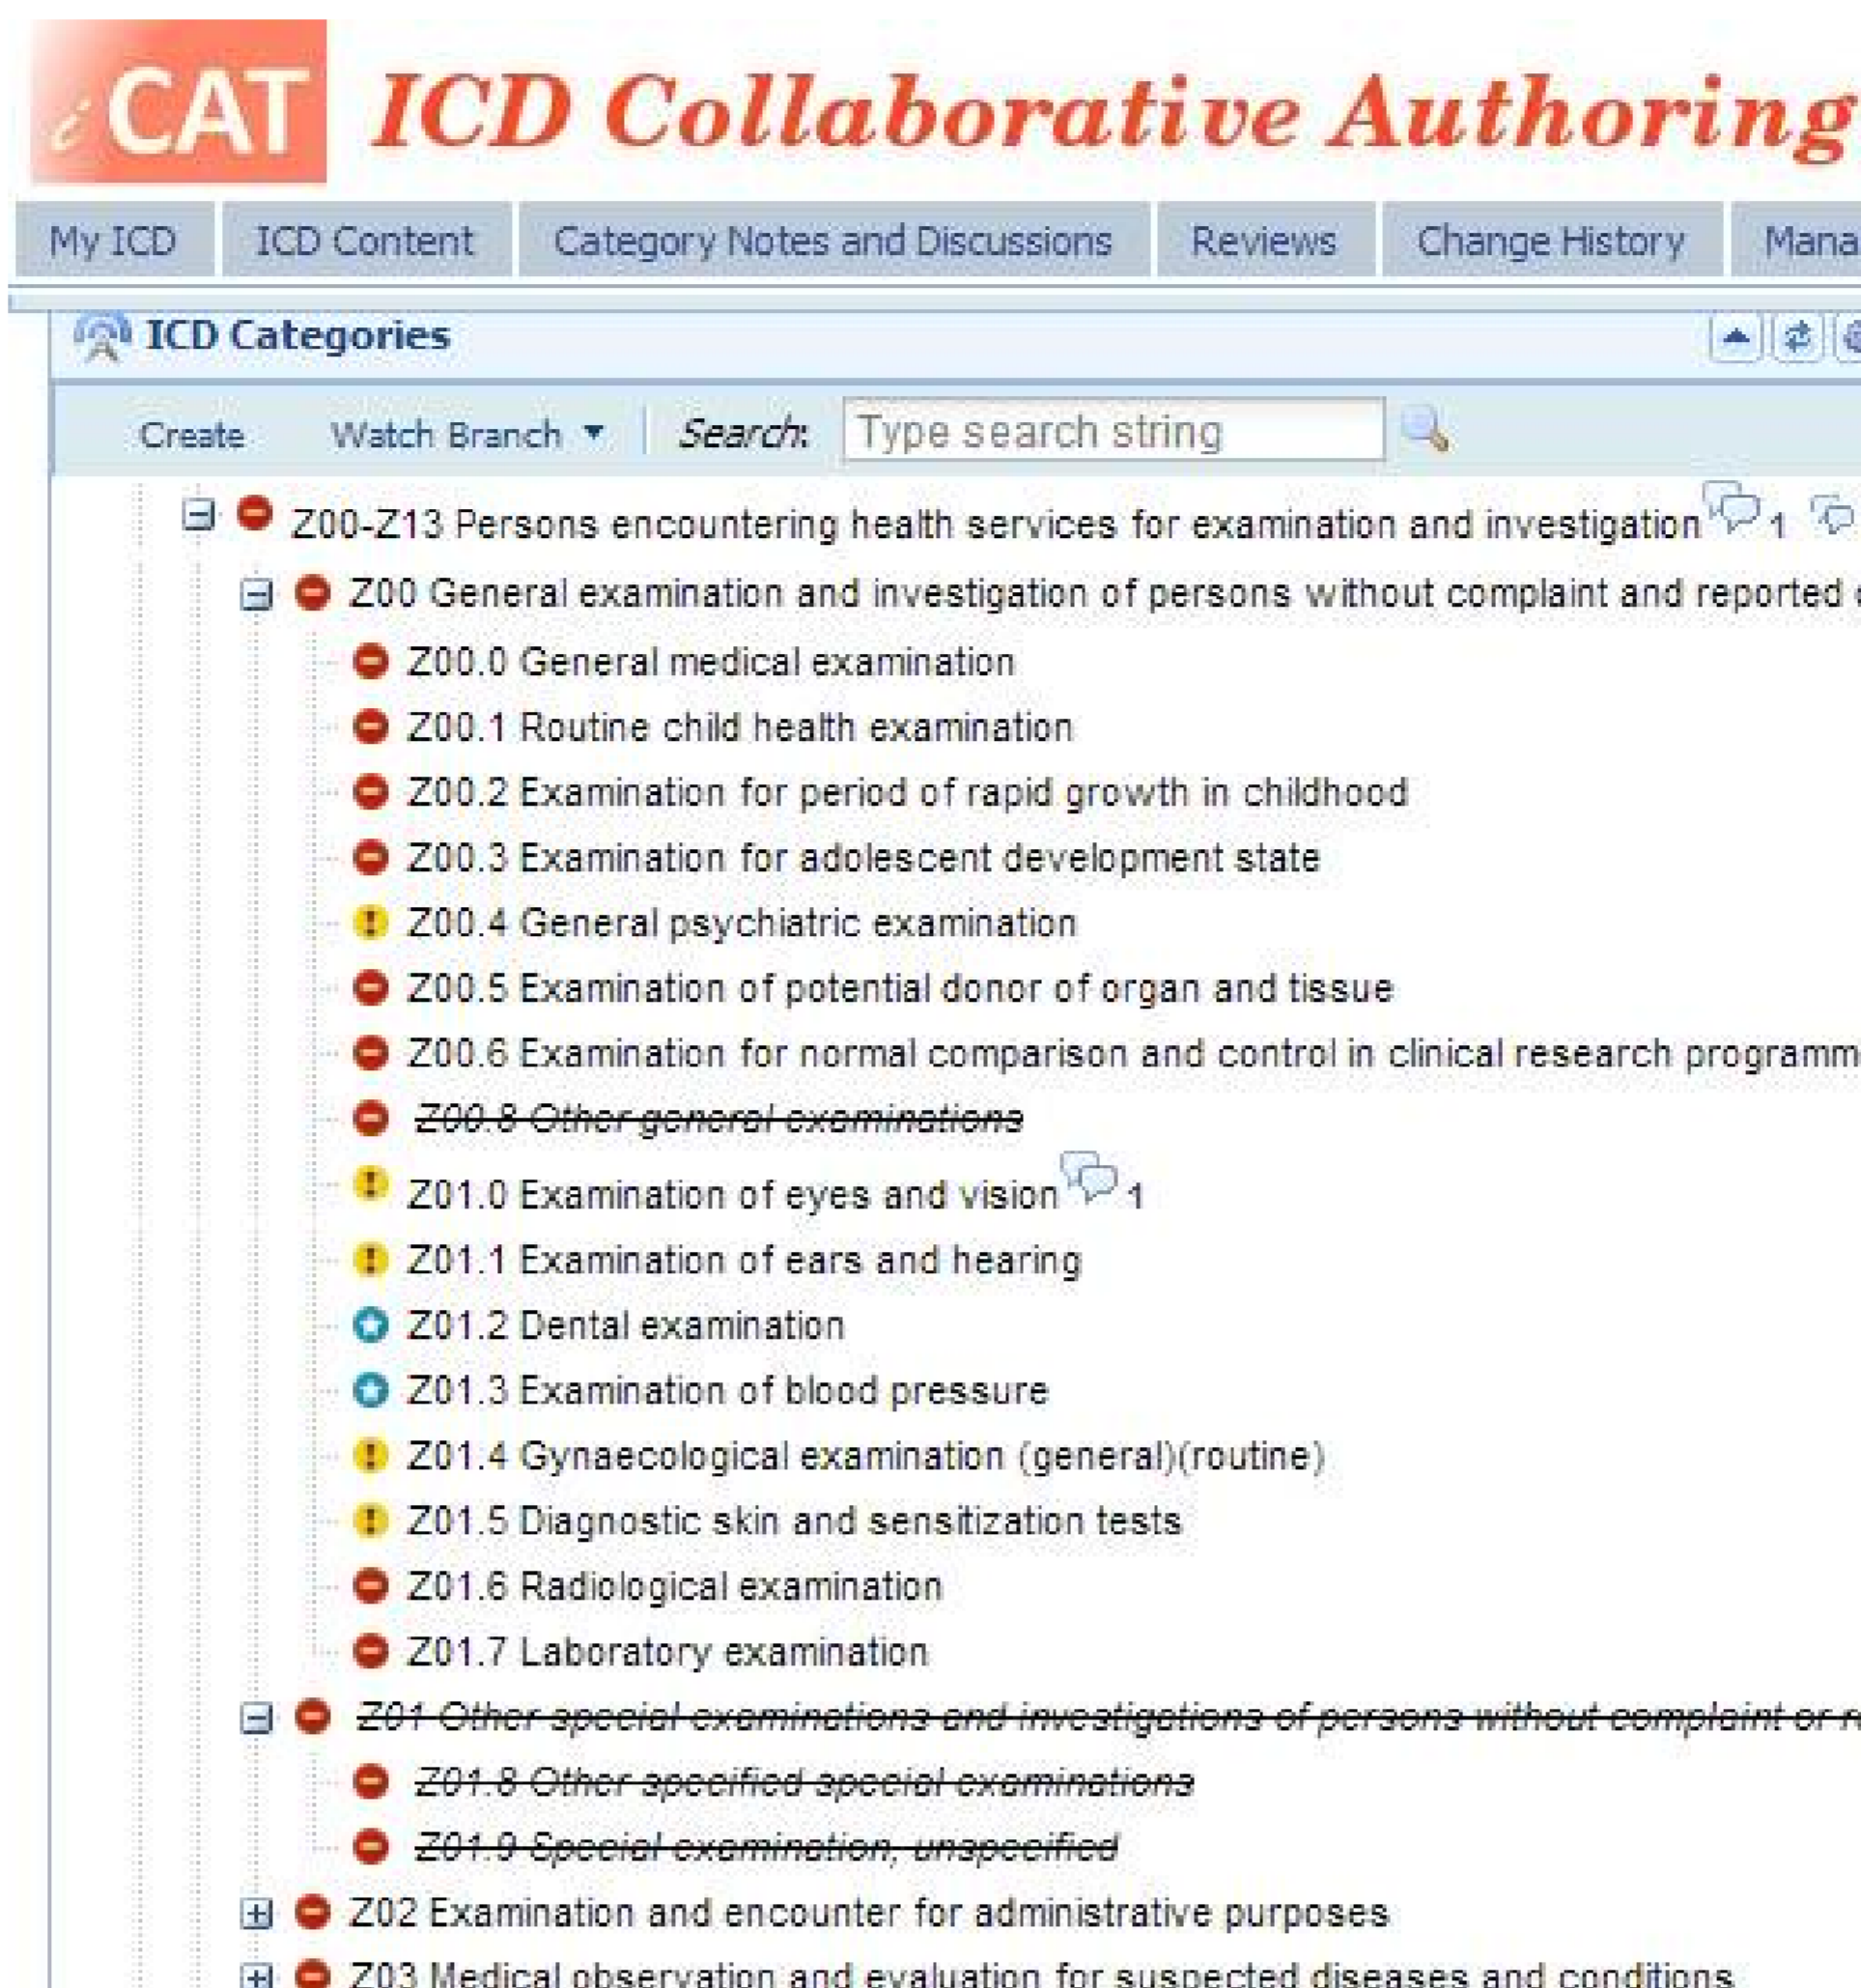 iCAT ICD Collaborative Authoring
My ICD ICD Content Category Notes and Discussions Reviews Change History Mana
ICD Categories
Create Watch Branch Search: Type search string
Z00-Z13 Persons encountering health services for examination and investigation 1
Z00 General examination and investigation of persons without complaint and reported
Z00.0 General medical examination
Z00.1 Routine child health examination
Z00.2 Examination for period of rapid growth in childhood
Z00.3 Examination for adolescent development state
Z00.4 General psychiatric examination
Z00.5 Examination of potential donor of organ and tissue
Z00.6 Examination for normal comparison and control in clinical research programm
Z00.8 Other general examinations
Z01.0 Examination of eyes and vision 1
Z01.1 Examination of ears and hearing
Z01.2 Dental examination
Z01.3 Examination of blood pressure
Z01.4 Gynaecological examination (general)(routine)
Z01.5 Diagnostic skin and sensitization tests
Z01.6 Radiological examination
Z01.7 Laboratory examination
Z01 Other special examinations and investigations of persons without complaint or
Z01.8 Other specified special examinations
Z01.9 Special examination, unspecified
Z02 Examination and encounter for administrative purposes
Z03 Medical observation and evaluation for suspected diseases and conditions